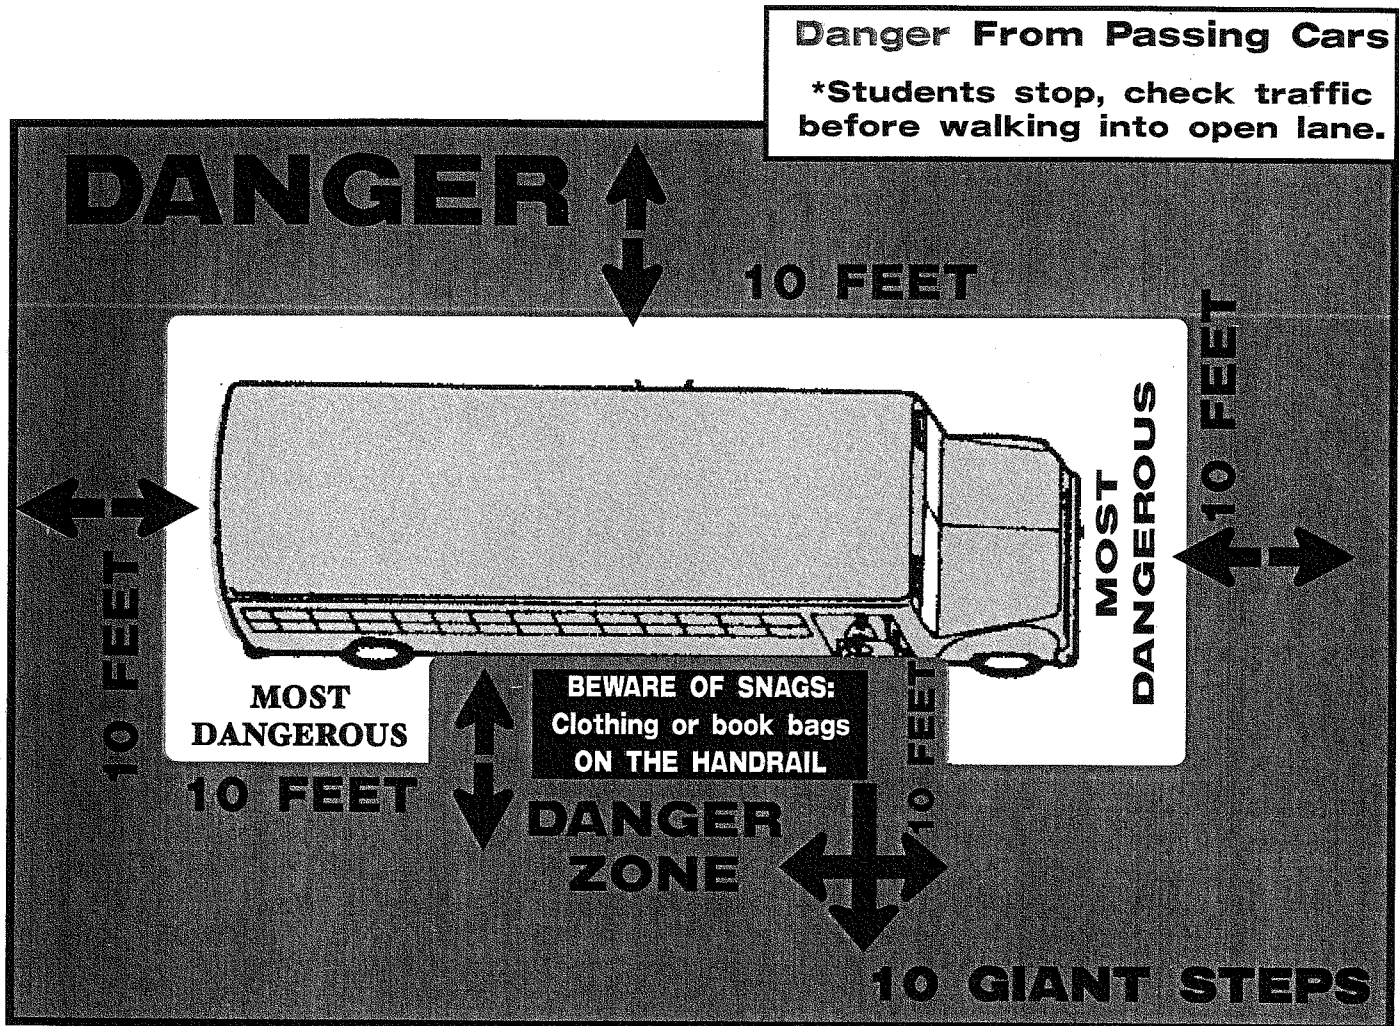 Danger From Passing Cars
*Students stop, check traffic
before walking into open lane.
DANGER
10 FEET
10 FEET
MOST
DANGEROUS
10 FEET
MOST
DANGEROUS
10 FEET
BEWARE OF SNAGS:
Clothing or book bags
ON THE HANDRAIL
10 FEET
DANGER
ZONE
10 GIANT STEPS